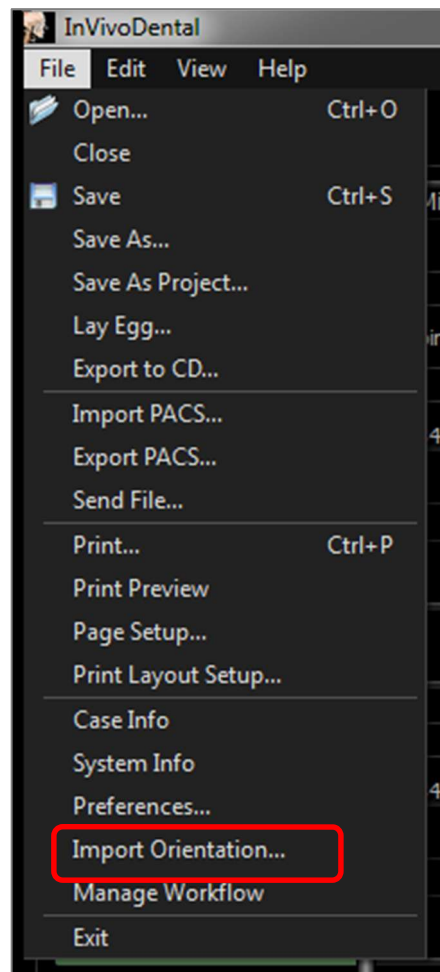 InVivoDental
File Edit View Help
Open... Ctrl+O
Close
Save Ctrl+S
Save As...
Save As Project...
Lay Egg...
Export to CD...
Import PACS...
Export PACS...
Send File...
Print... Ctrl+P
Print Preview
Page Setup...
Print Layout Setup...
Case Info
System Info
Preferences...
Import Orientation...
Manage Workflow
Exit